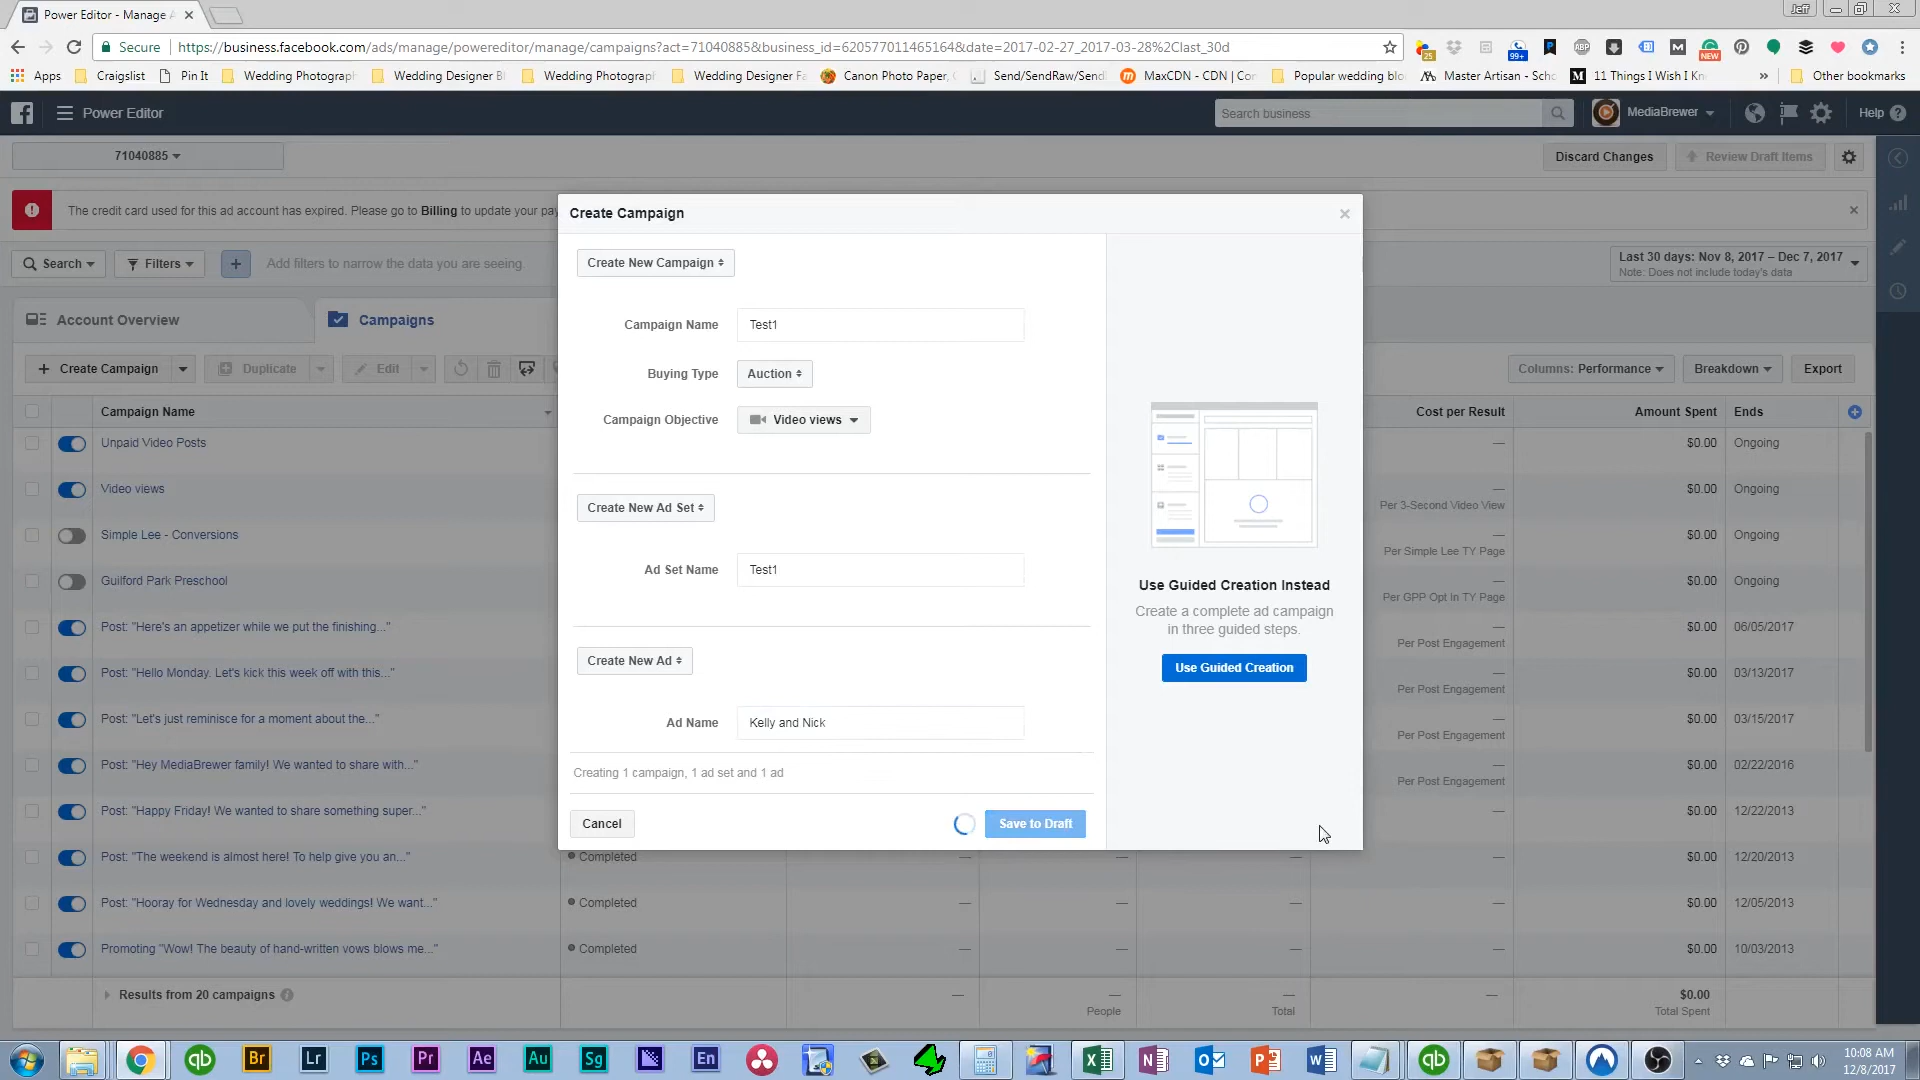 Power Editor - Manage A
Jeff
Secure
https://business.facebook.com/ads/manage/powereditor/manage/campaigns?act=71040885&business_id=620577011465164&date=2017-02-27_2017-03-28%2Clast_30d
Apps
Craigslist
Pin It
Wedding Photograph
Wedding Designer Bl
Wedding Photograph
Wedding Designer Fa
Canon Photo Paper,
Send/SendRaw/Send
MaxCDN - CDN | Con
Popular wedding blo
Master Artisan - Scho
11 Things I Wish I Kn
Other bookmarks
Power Editor
Search business
MediaBrewer
Help
71040885
Discard Changes
Review Draft Items
The credit card used for this ad account has expired. Please go to Billing to update your pay
Search
Filters
Add filters to narrow the data you are seeing.
Last 30 days: Nov 8, 2017 – Dec 7, 2017
Note: Does not include today's data
Account Overview
Campaigns
Create Campaign
Duplicate
Edit
Columns: Performance
Breakdown
Export
Campaign Name
Cost per Result
Amount Spent
Ends
Unpaid Video Posts
—
$0.00
Ongoing
Video views
—
Per 3-Second Video View
$0.00
Ongoing
Simple Lee - Conversions
—
Per Simple Lee TY Page
$0.00
Ongoing
Guilford Park Preschool
—
Per GPP Opt In TY Page
$0.00
Ongoing
Post: "Here's an appetizer while we put the finishing..."
—
Per Post Engagement
$0.00
06/05/2017
Post: "Hello Monday. Let's kick this week off with this..."
—
Per Post Engagement
$0.00
03/13/2017
Post: "Let's just reminisce for a moment about the..."
—
Per Post Engagement
$0.00
03/15/2017
Post: "Hey MediaBrewer family! We wanted to share with..."
—
Per Post Engagement
$0.00
02/22/2016
Post: "Happy Friday! We wanted to share something super..."
—
$0.00
12/22/2013
Post: "The weekend is almost here! To help give you an..."
Completed
— — — —
$0.00
12/20/2013
Post: "Hooray for Wednesday and lovely weddings! We want..."
Completed
— — — —
$0.00
12/05/2013
Promoting "Wow! The beauty of hand-written vows blows me..."
Completed
— — — —
$0.00
10/03/2013
Results from 20 campaigns
—
—
People
—
Total
—
$0.00
Total Spent
Create Campaign
Create New Campaign
Campaign Name
Test1
Buying Type
Auction
Campaign Objective
Video views
Create New Ad Set
Ad Set Name
Test1
Create New Ad
Ad Name
Kelly and Nick
Creating 1 campaign, 1 ad set and 1 ad
Cancel
Save to Draft
Use Guided Creation Instead
Create a complete ad campaign
in three guided steps.
Use Guided Creation
qb
Br
Lr
Ps
Pr
Ae
Au
Sg
En
qb
10:08 AM
12/8/2017